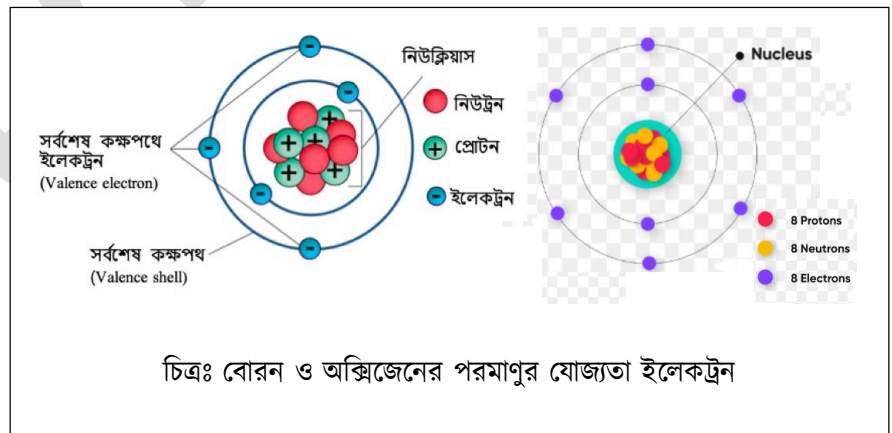 নিউক্লিয়াস
নিউট্রন
প্রোটন
ইলেকট্রন
সর্বশেষ কক্ষপথে
ইলেকট্রন
(Valence electron)
সর্বশেষ কক্ষপথ
(Valence shell)
Nucleus
8 Protons
8 Neutrons
8 Electrons
চিত্রঃ বোরন ও অক্সিজেনের পরমাণুর যোজ্যতা ইলেকট্রন